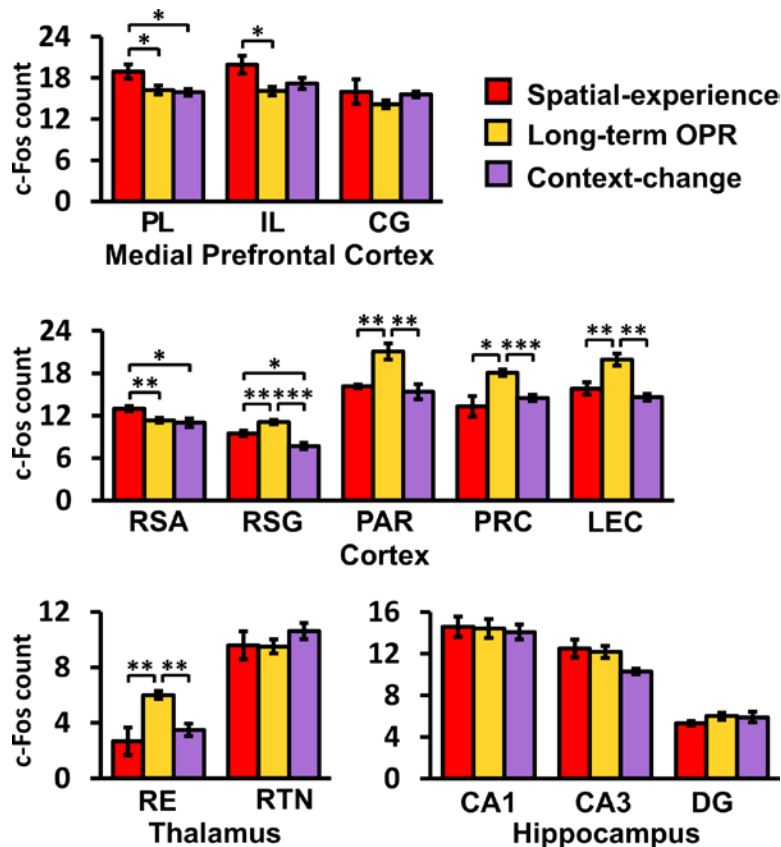 24
18
12
6
0
c-Fos count
*
*
*
PL IL CG
Medial Prefrontal Cortex
Spatial-experience
Long-term OPR
Context-change
24
18
12
6
0
c-Fos count
*
**
*
** ***
** **
* ***
** **
RSA RSG PAR PRC LEC
Cortex
12
8
4
0
c-Fos count
** **
RE RTN
Thalamus
16
12
8
4
0
CA1 CA3 DG
Hippocampus